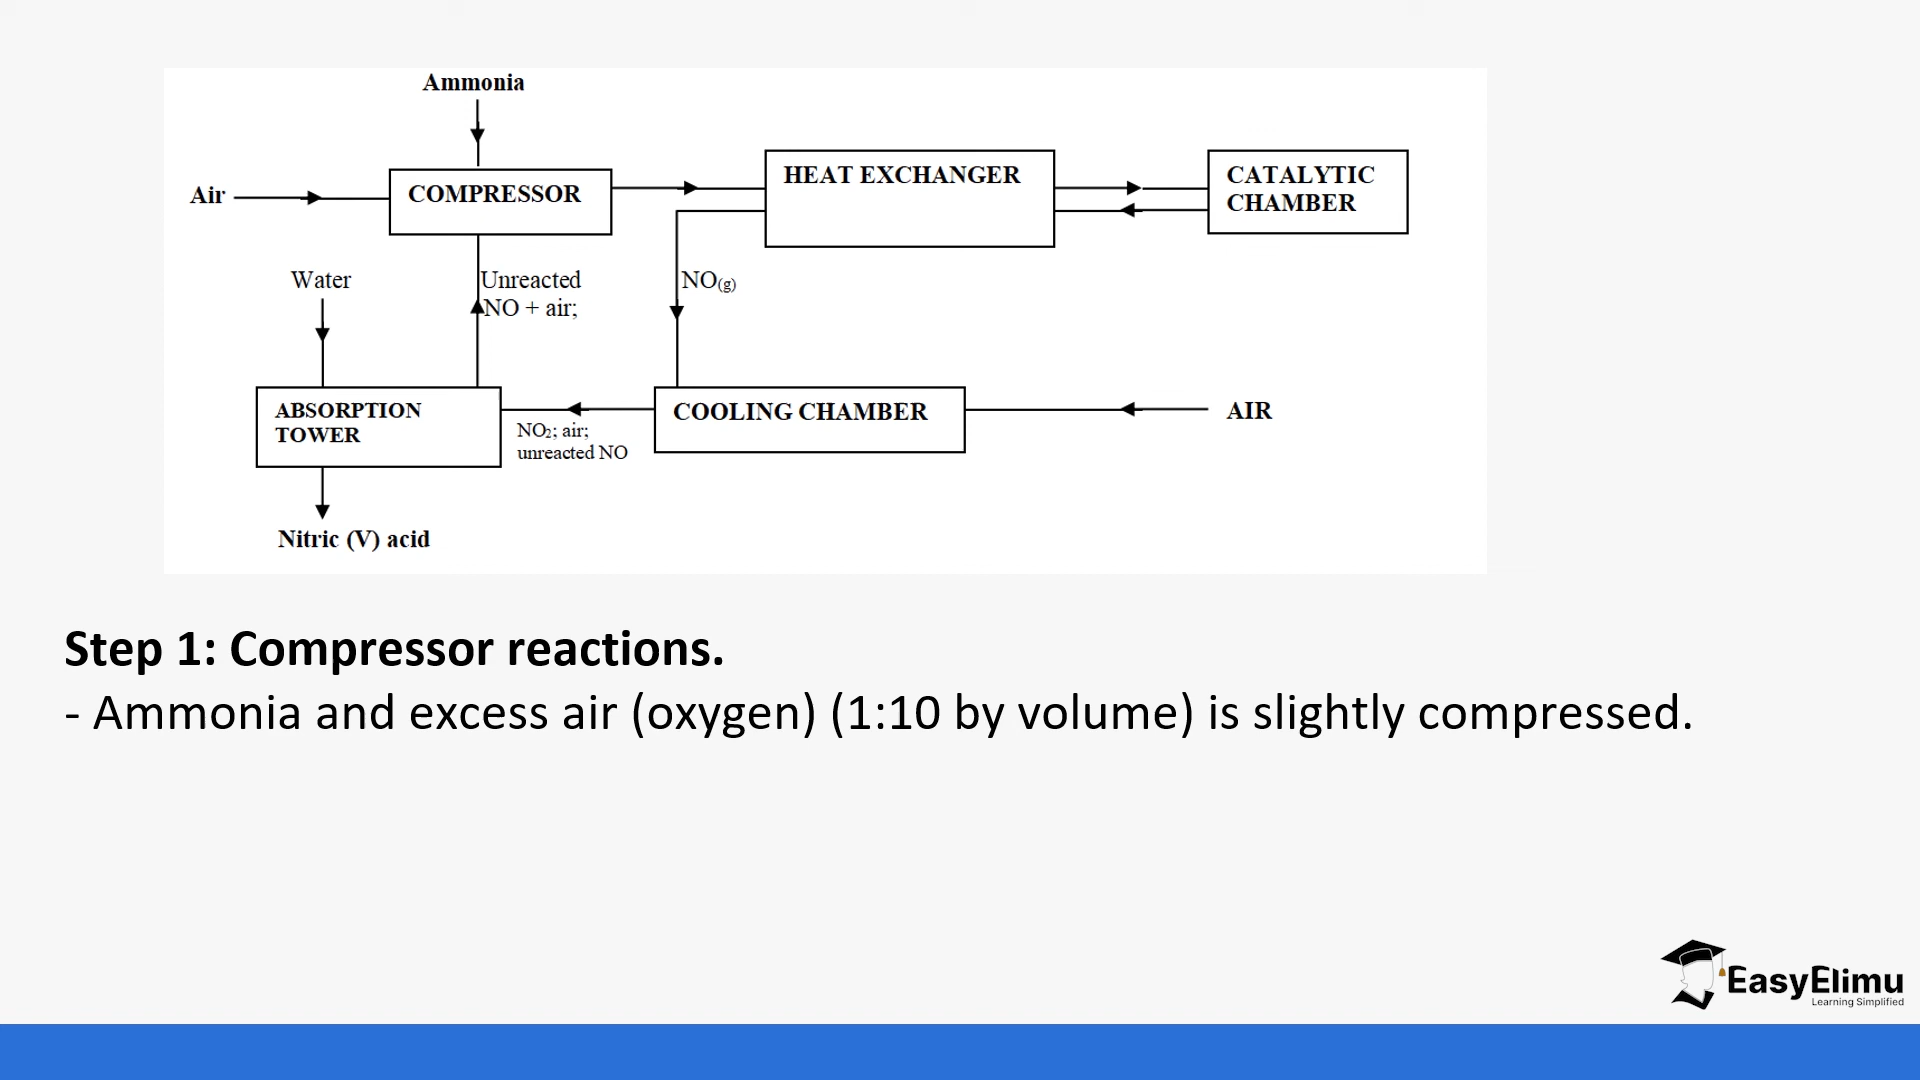 Ammonia
Air
COMPRESSOR
HEAT EXCHANGER
CATALYTIC
CHAMBER
Water
Unreacted
NO + air;
NO(g)
ABSORPTION
TOWER
NO₂; air;
unreacted NO
COOLING CHAMBER
AIR
Nitric (V) acid
Step 1: Compressor reactions.
- Ammonia and excess air (oxygen) (1:10 by volume) is slightly compressed.
EasyElimu
Learning Simplified